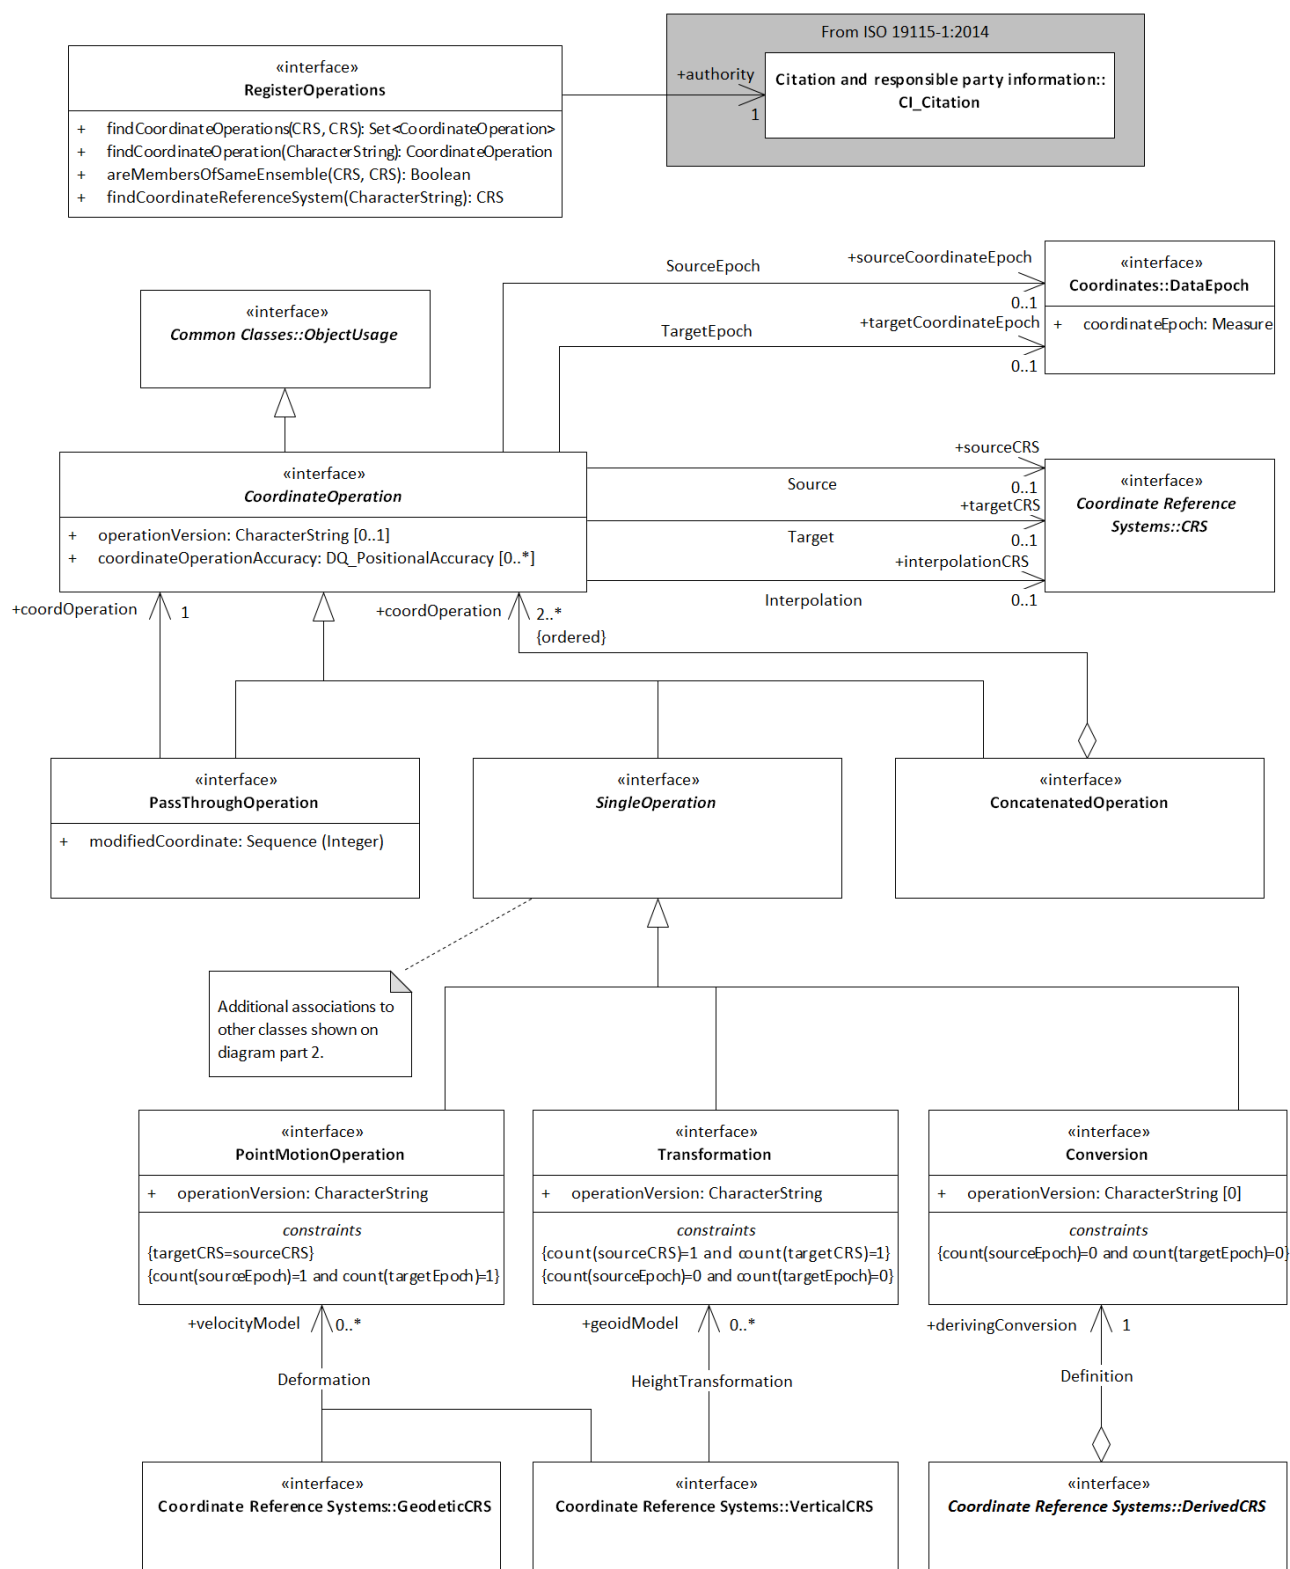 From ISO 19115-1:2014
«interface»
RegisterOperations
+ findCoordinateOperations(CRS, CRS): Set<CoordinateOperation>
+ findCoordinateOperation(CharacterString): CoordinateOperation
+ areMembersOfSameEnsemble(CRS, CRS): Boolean
+ findCoordinateReferenceSystem(CharacterString): CRS
+authority
1
Citation and responsible party information::
CI_Citation
«interface»
Common Classes::ObjectUsage
SourceEpoch
+sourceCoordinateEpoch
0..1
TargetEpoch
+targetCoordinateEpoch
0..1
«interface»
Coordinates::DataEpoch
+ coordinateEpoch: Measure
«interface»
CoordinateOperation
+ operationVersion: CharacterString [0..1]
+ coordinateOperationAccuracy: DQ_PositionalAccuracy [0..*]
+sourceCRS
Source
0..1
+targetCRS
Target
0..1
+interpolationCRS
Interpolation
0..1
«interface»
Coordinate Reference
Systems::CRS
+coordOperation
1
+coordOperation
2..*
{ordered}
«interface»
PassThroughOperation
+ modifiedCoordinate: Sequence (Integer)
«interface»
SingleOperation
«interface»
ConcatenatedOperation
Additional associations to
other classes shown on
diagram part 2.
«interface»
PointMotionOperation
+ operationVersion: CharacterString
constraints
{targetCRS=sourceCRS}
{count(sourceEpoch)=1 and count(targetEpoch)=1}
«interface»
Transformation
+ operationVersion: CharacterString
constraints
{count(sourceCRS)=1 and count(targetCRS)=1}
{count(sourceEpoch)=0 and count(targetEpoch)=0}
«interface»
Conversion
+ operationVersion: CharacterString [0]
constraints
{count(sourceEpoch)=0 and count(targetEpoch)=0}
+velocityModel
0..*
Deformation
+geoidModel
0..*
HeightTransformation
+derivingConversion
1
Definition
«interface»
Coordinate Reference Systems::GeodeticCRS
«interface»
Coordinate Reference Systems::VerticalCRS
«interface»
Coordinate Reference Systems::DerivedCRS